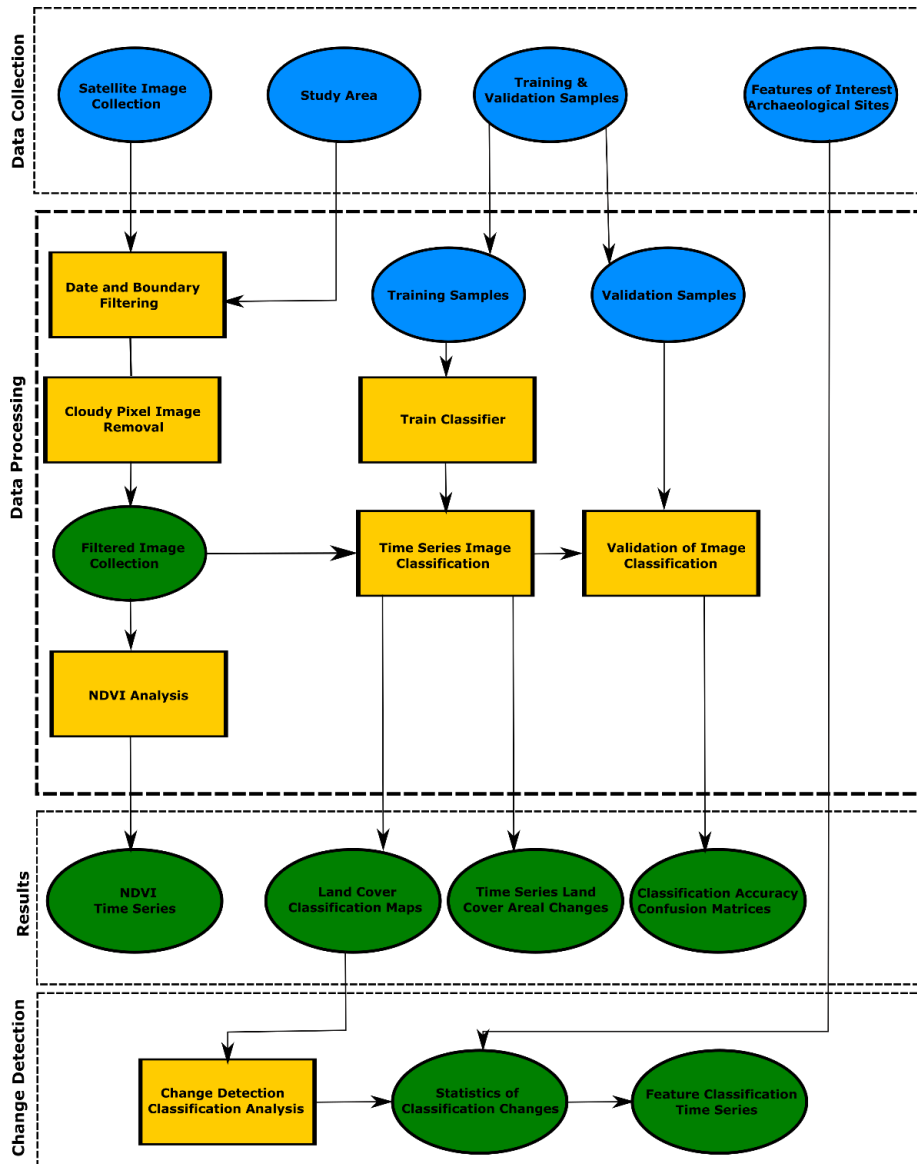 Data Collection
Satellite Image
Collection
Study Area
Training &
Validation Samples
Features of Interest
Archaeological Sites
Data Processing
Date and Boundary
Filtering
Training Samples
Validation Samples
Cloudy Pixel Image
Removal
Train Classifier
Filtered Image
Collection
Time Series Image
Classification
Validation of Image
Classification
NDVI Analysis
Results
NDVI
Time Series
Land Cover
Classification Maps
Time Series Land
Cover Areal Changes
Classification Accuracy
Confusion Matrices
Change Detection
Change Detection
Classification Analysis
Statistics of
Classification Changes
Feature Classification
Time Series